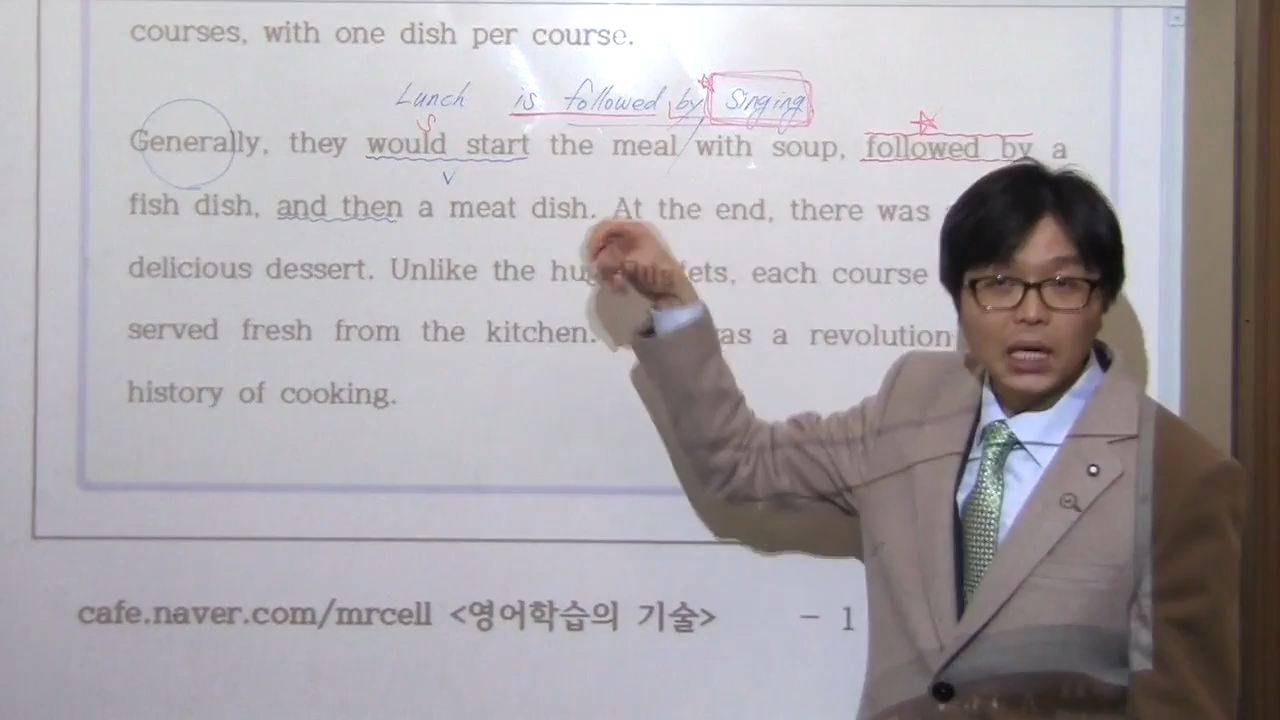 courses, with one dish per course.
Lunch is followed by Singing
S
Generally, they would start the meal with soup, followed by a
V
fish dish, and then a meat dish. At the end, there was
delicious dessert. Unlike the each course
served fresh from the kitchen. as a revolution
history of cooking.
cafe.naver.com/mrcell <영어학습의 기술> - 1